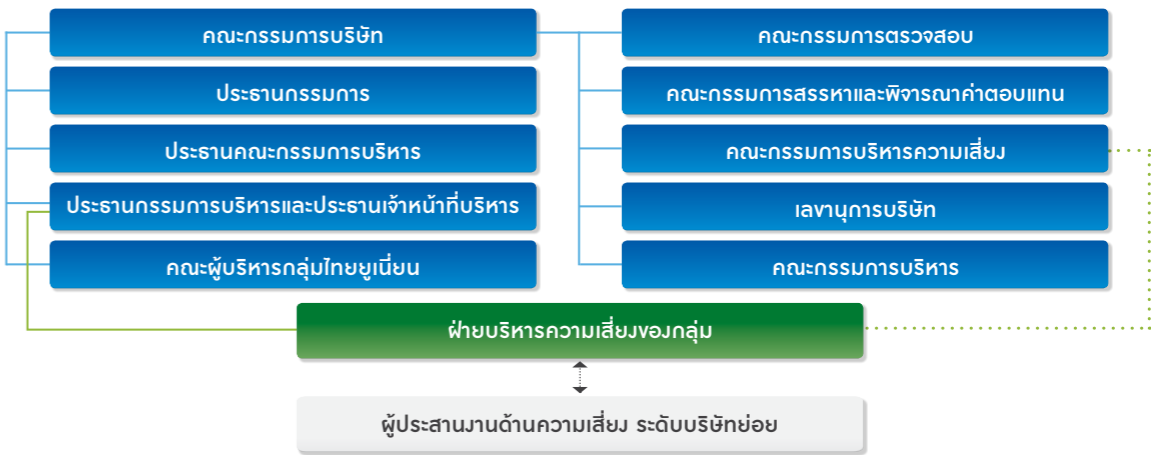 คณะกรรมการบริษัท
ประธานกรรมการ
ประธานคณะกรรมการบริหาร
ประธานกรรมการบริหารและประธานเจ้าหน้าที่บริหาร
คณะผู้บริหารกลุ่มไทยยูเนี่ยน
คณะกรรมการตรวจสอบ
คณะกรรมการสรรหาและพิจารณาค่าตอบแทน
คณะกรรมการบริหารความเสี่ยง
เลขานุการบริษัท
คณะกรรมการบริหาร
ฝ่ายบริหารความเสี่ยงของกลุ่ม
ผู้ประสานงานด้านความเสี่ยง ระดับบริษัทย่อย